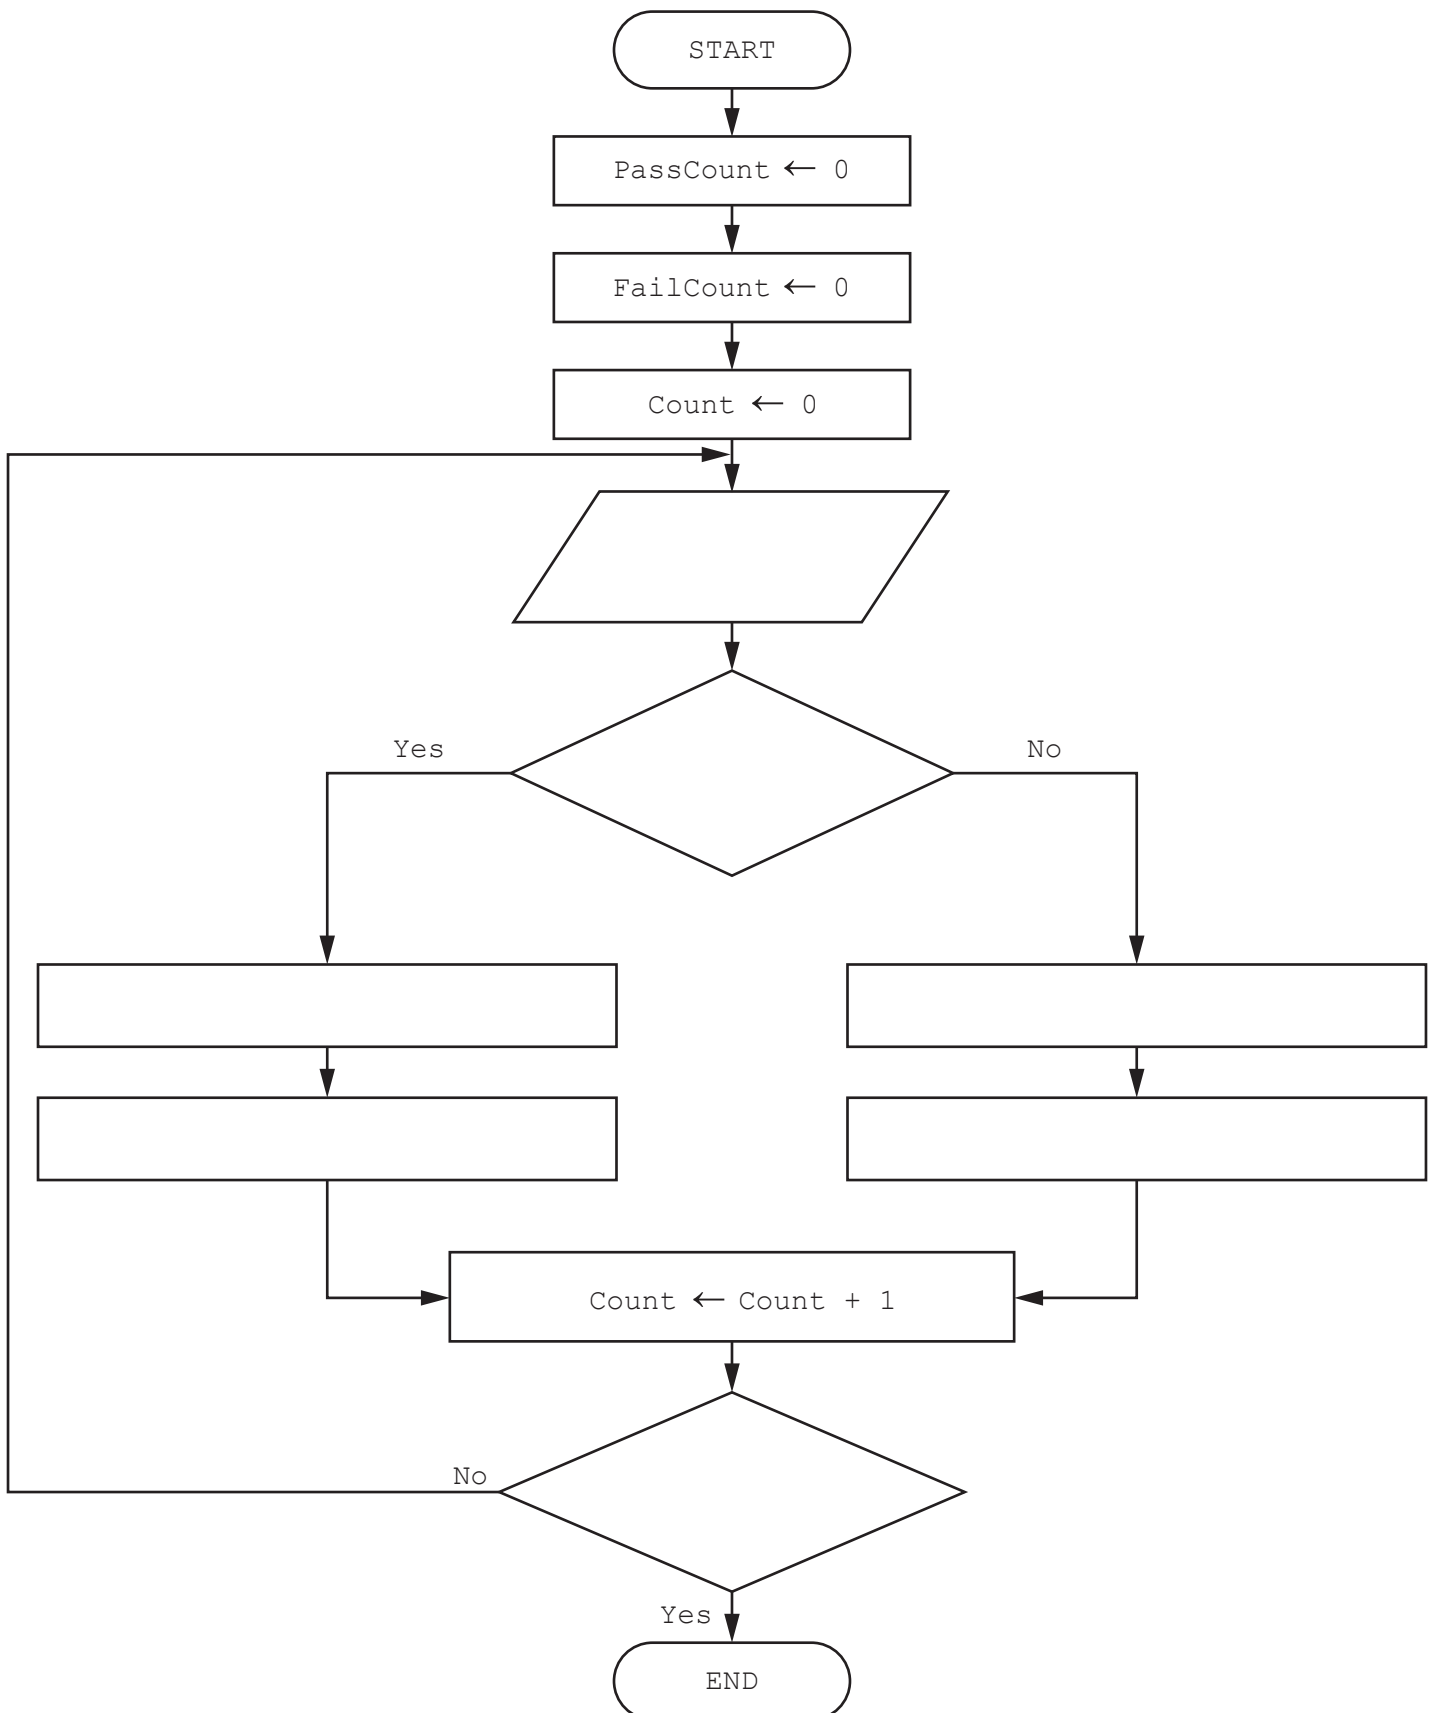 START
PassCount ← 0
FailCount ← 0
Count ← 0
Yes
No
Count ← Count + 1
No
Yes
END